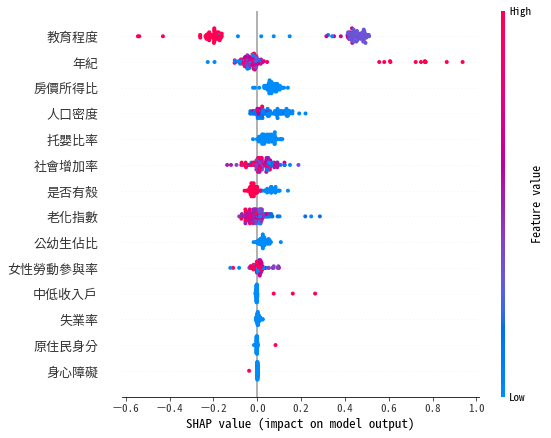 High
教育程度
年紀
房價所得比
人口密度
托嬰比率
社會增加率
是否有殼
老化指數
公幼生佔比
女性勞動參與率
中低收入戶
失業率
原住民身分
身心障礙
Feature value
Low
−0.6 −0.4 −0.2 0.0 0.2 0.4 0.6 0.8 1.0
SHAP value (impact on model output)